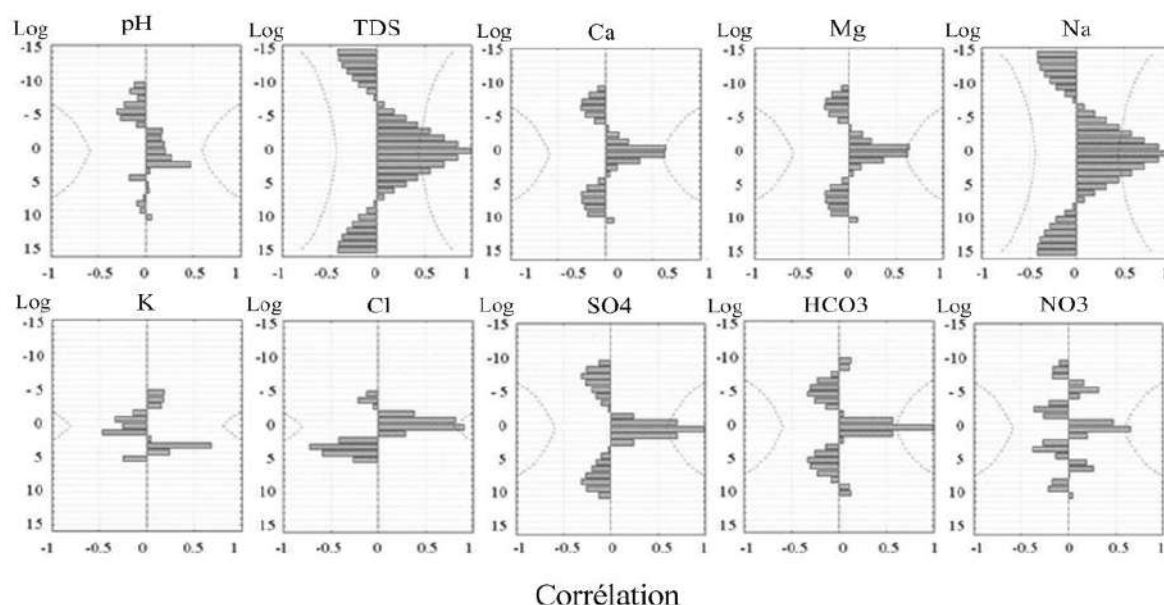 Log pH Log TDS Log Ca Log Mg Log Na
-15 -15 -15 -15 -15
-10 -10 -10 -10 -10
-5 -5 -5 -5 -5
0 0 0 0 0
5 5 5 5 5
10 10 10 10 10
15 15 15 15 15
-1 -0.5 0 0.5 1 -1 -0.5 0 0.5 1 -1 -0.5 0 0.5 1 -1 -0.5 0 0.5 1 -1 -0.5 0 0.5 1
Log K Log Cl Log SO4 Log HCO3 Log NO3
-15 -15 -15 -15 -15
-10 -10 -10 -10 -10
-5 -5 -5 -5 -5
0 0 0 0 0
5 5 5 5 5
10 10 10 10 10
15 15 15 15 15
-1 -0.5 0 0.5 1 -1 -0.5 0 0.5 1 -1 -0.5 0 0.5 1 -1 -0.5 0 0.5 1 -1 -0.5 0 0.5 1
Corrélation